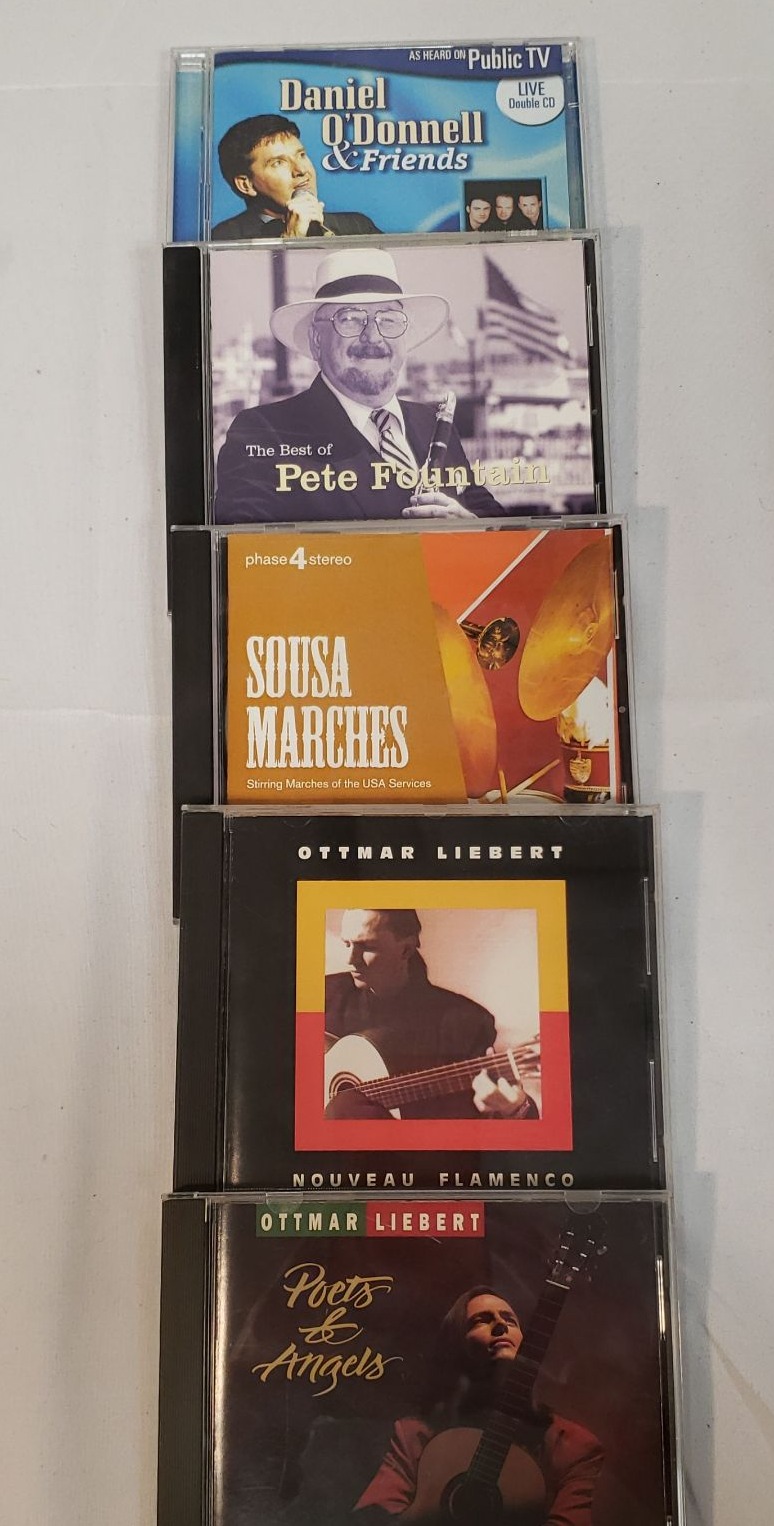 AS HEARD ON Public TV
LIVE
Double CD
Daniel
O'Donnell
& Friends
The Best of
Pete Fountain
phase 4 stereo
SOUSA
MARCHES
Stirring Marches of the USA Services
OTTMAR LIEBERT
NOUVEAU FLAMENCO
OTTMAR LIEBERT
Poets
&
Angels